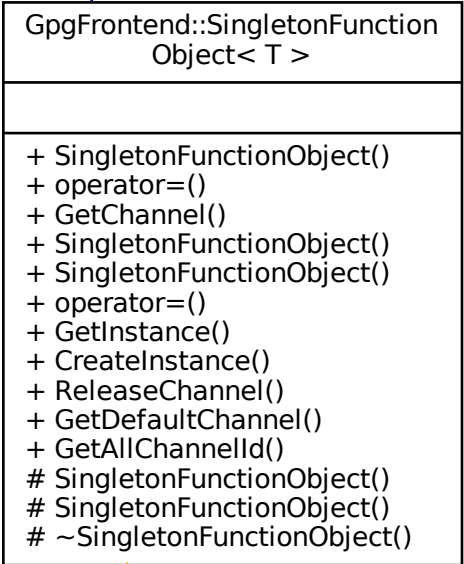 GpgFrontend::SingletonFunction
Object< T >
+ SingletonFunctionObject()
+ operator=()
+ GetChannel()
+ SingletonFunctionObject()
+ SingletonFunctionObject()
+ operator=()
+ GetInstance()
+ CreateInstance()
+ ReleaseChannel()
+ GetDefaultChannel()
+ GetAllChannelId()
# SingletonFunctionObject()
# SingletonFunctionObject()
# ~SingletonFunctionObject()